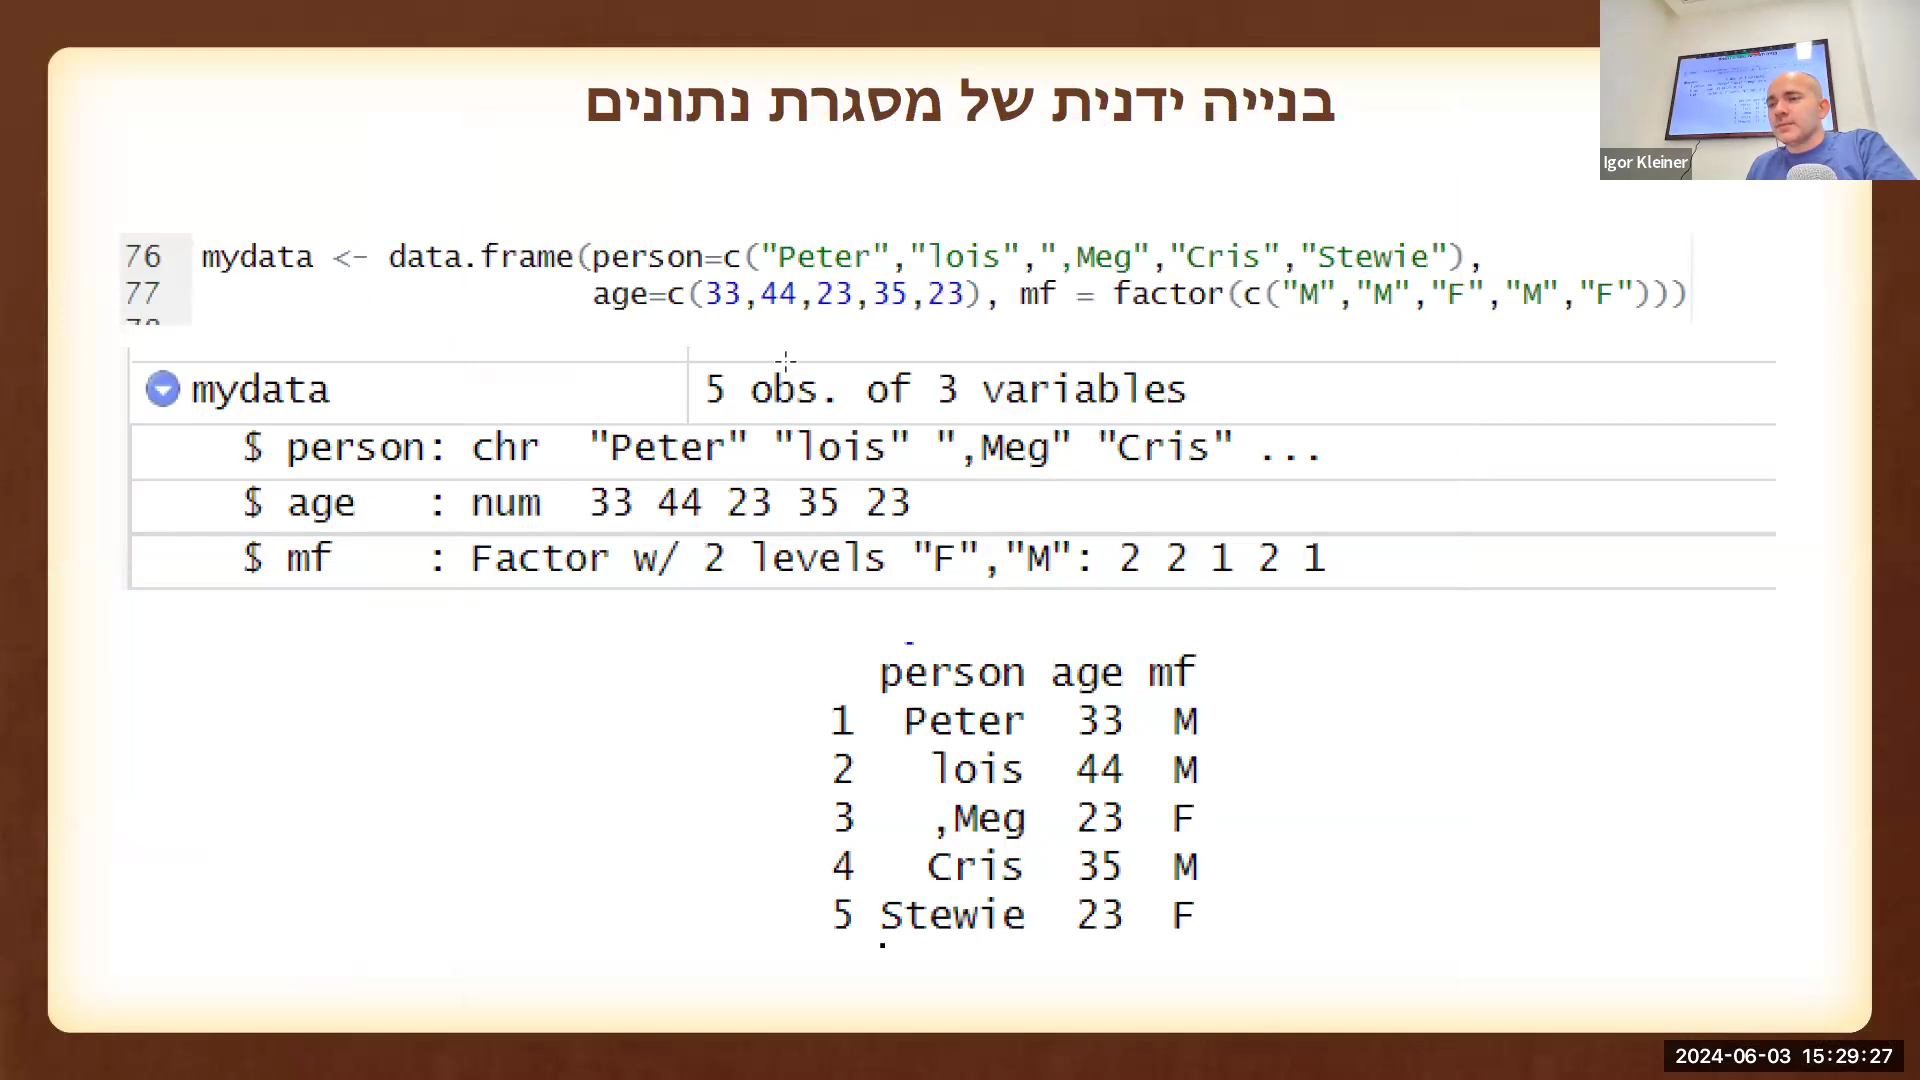 בנייה ידנית של מסגרת נתונים
Igor Kleiner
76 mydata <- data.frame(person=c("Peter","lois",",Meg","Cris","Stewie"),
77 age=c(33,44,23,35,23), mf = factor(c("M","M","F","M","F")))
mydata 5 obs. of 3 variables
$ person: chr "Peter" "lois" ",Meg" "Cris" ...
$ age : num 33 44 23 35 23
$ mf : Factor w/ 2 levels "F","M": 2 2 1 2 1
person age mf
1 Peter 33 M
2 lois 44 M
3 ,Meg 23 F
4 Cris 35 M
5 Stewie 23 F
2024-06-03 15:29:27